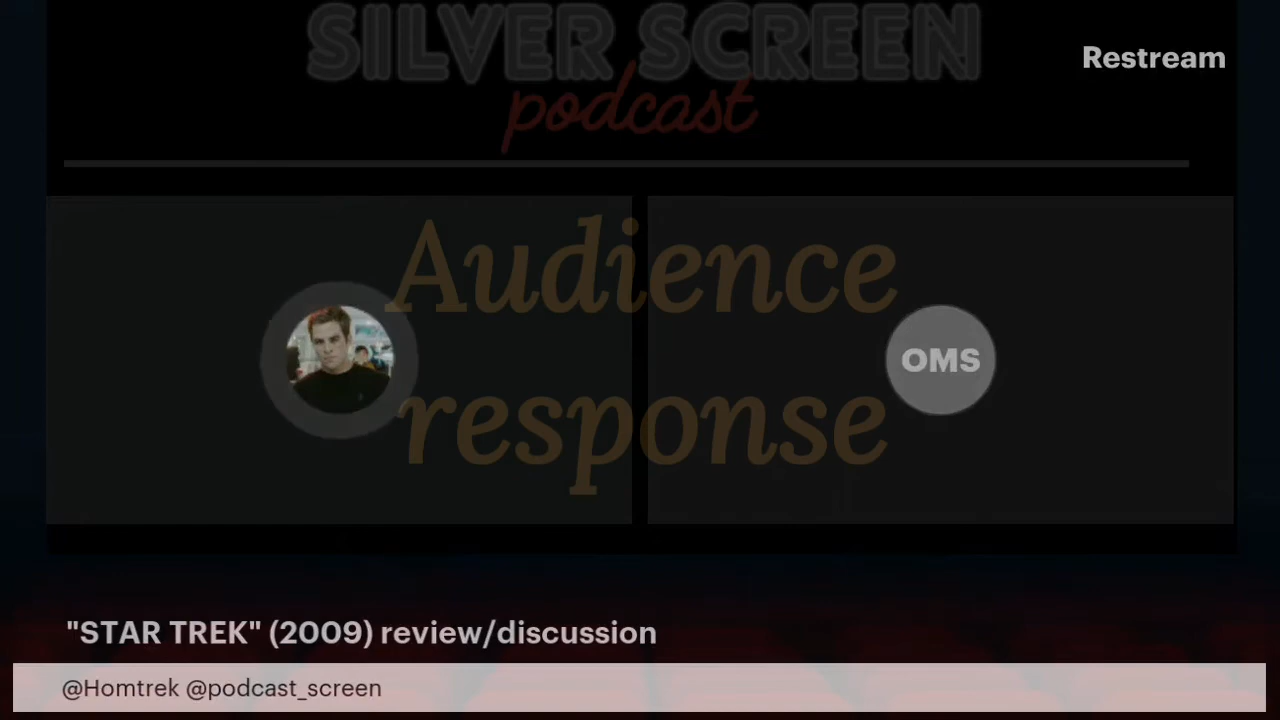 SILVER SCREEN
podcast
Restream
Audience
response
OMS
"STAR TREK" (2009) review/discussion
@Homtrek @podcast_screen